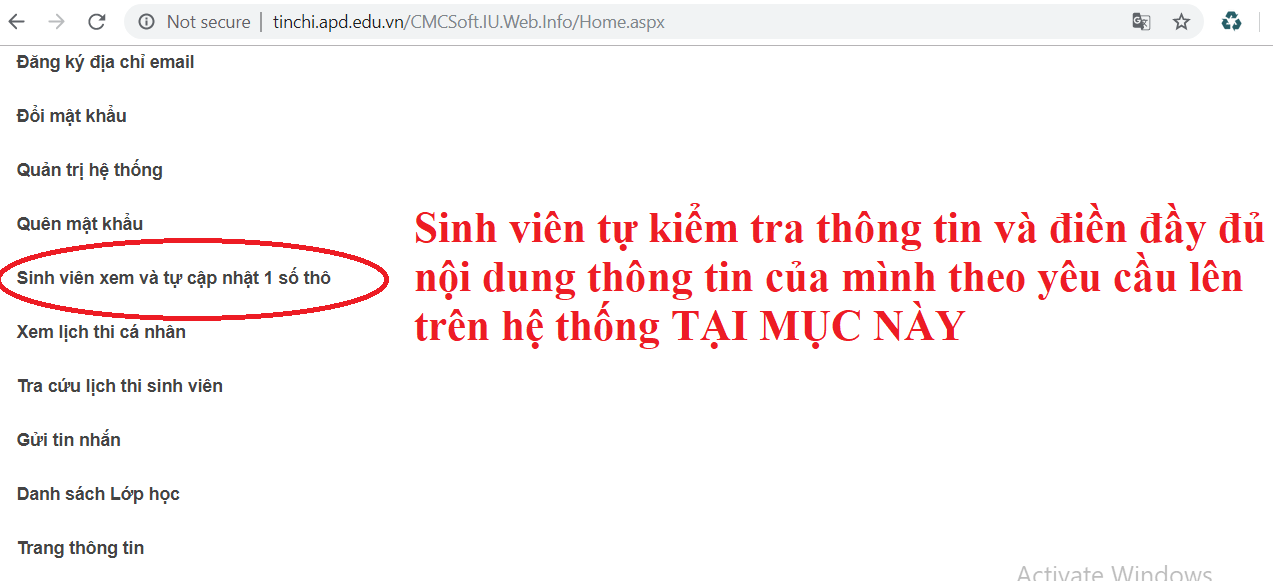 Not secure | tinchi.apd.edu.vn/CMCSoft.IU.Web.Info/Home.aspx
Đăng ký địa chỉ email
Đổi mật khẩu
Quản trị hệ thống
Quên mật khẩu
Sinh viên xem và tự cập nhật 1 số thô
Xem lịch thi cá nhân
Tra cứu lịch thi sinh viên
Gửi tin nhắn
Danh sách Lớp học
Trang thông tin
Sinh viên tự kiểm tra thông tin và điền đầy đủ
nội dung thông tin của mình theo yêu cầu lên
trên hệ thống TẠI MỤC NÀY
Activate Windows